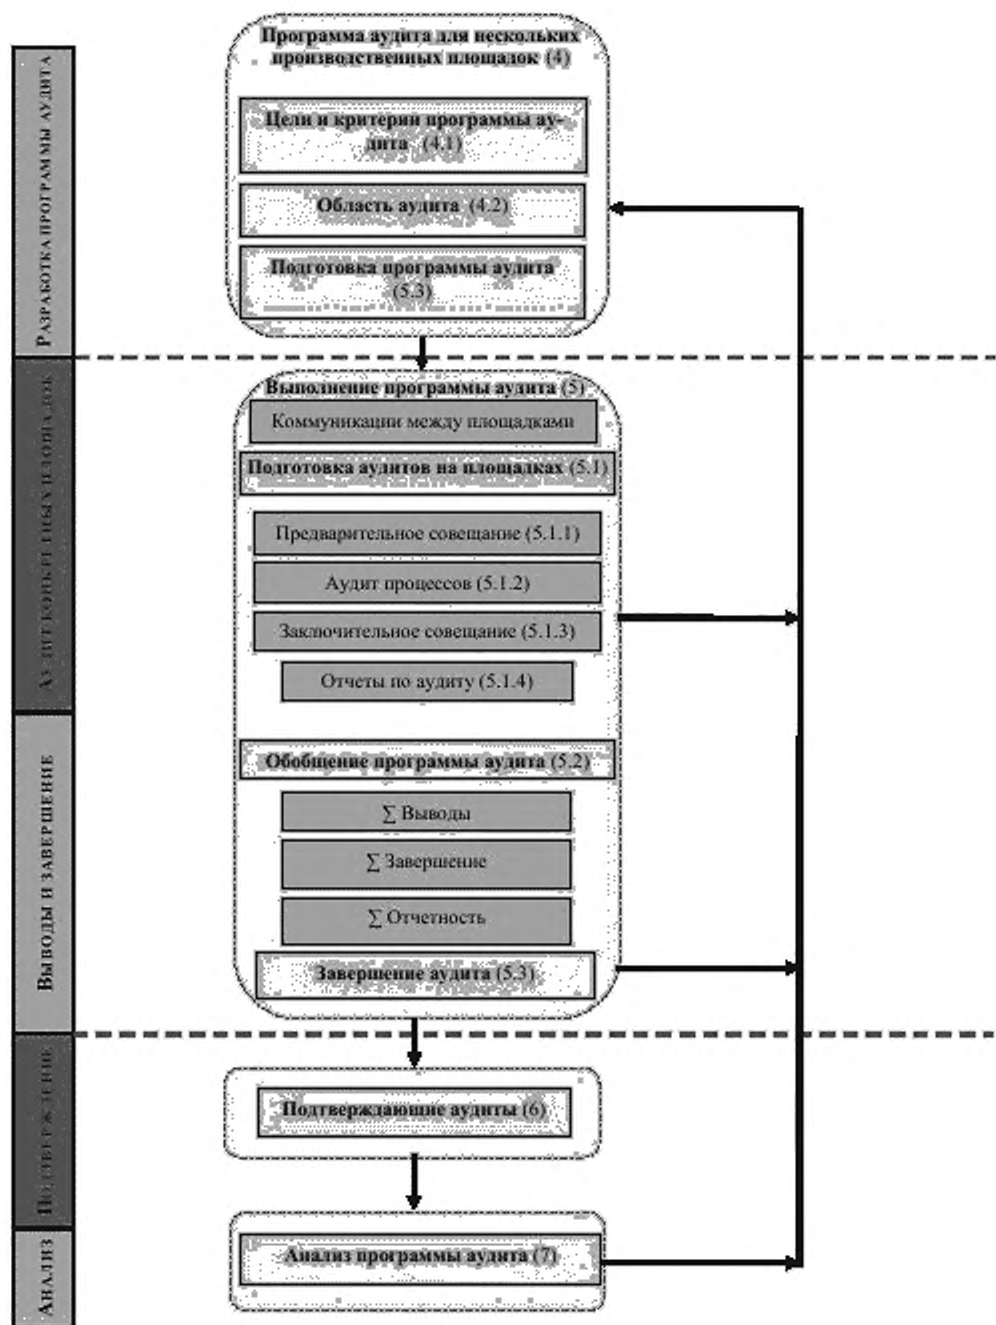 Программа аудита для нескольких
производственных площадок (4)
Цели и критерии программы ау-
дита (4.1)
Область аудита (4.2)
Подготовка программы аудита
(5.3)
РАЗРАБОТКА ПРОГРАММЫ АУДИТА
Выполнение программы аудита (5)
Коммуникации между площадками
Подготовка аудитов на площадках (5.1)
Предварительное совещание (5.1.1)
Аудит процессов (5.1.2)
Заключительное совещание (5.1.3)
Отчеты по аудиту (5.1.4)
АУДИТ КОНКРЕТНЫХ ПЛОЩАДОК
Обобщение программы аудита (5.2)
∑ Выводы
∑ Завершение
∑ Отчетность
Завершение аудита (5.3)
ВЫВОДЫ И ЗАВЕРШЕНИЕ
Подтверждающие аудиты (6)
ПОДТВЕРЖДЕНИЕ
Анализ программы аудита (7)
АНАЛИЗ